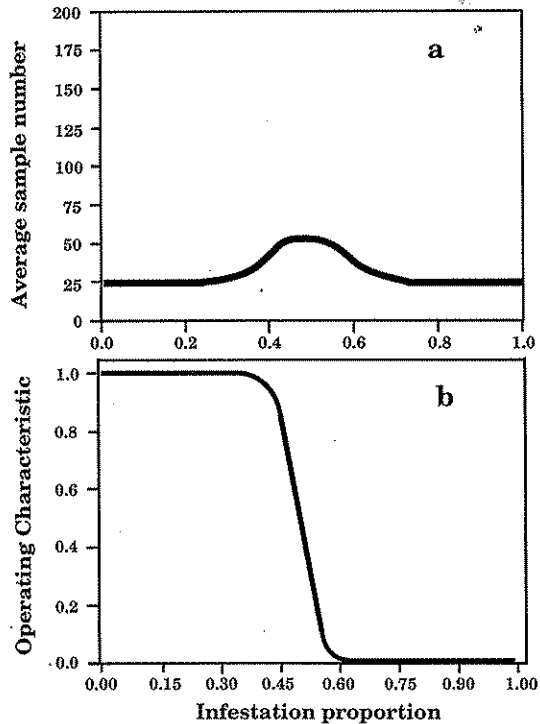 200
175
150
125
100
75
50
25
0
Average sample number
a
0.0 0.2 0.4 0.6 0.8 1.0
1.0
0.8
0.6
0.4
0.2
0.0
Operating Characteristic
b
0.00 0.15 0.30 0.45 0.60 0.75 0.90 1.00
Infestation proportion